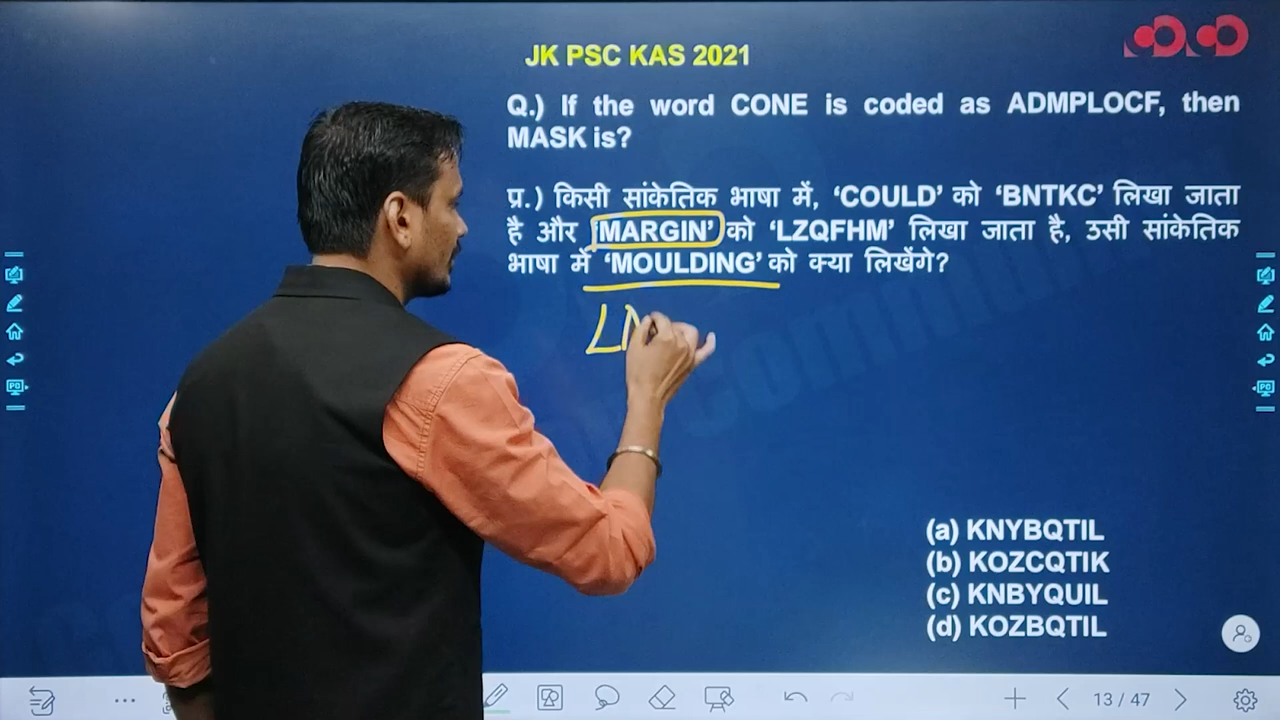 JK PSC KAS 2021
Q.) If the word CONE is coded as ADMPLOCF, then
MASK is?
प्र.) किसी सांकेतिक भाषा में, ‘COULD’ को ‘BNTKC’ लिखा जाता
है और ‘MARGIN’ को ‘LZQFHM’ लिखा जाता है, उसी सांकेतिक
भाषा में ‘MOULDING’ को क्या लिखेंगे?
LN
(a) KNYBQTIL
(b) KOZCQTIK
(c) KNBYQUIL
(d) KOZBQTIL
13 / 47